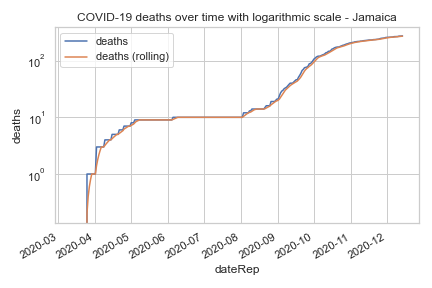 COVID-19 deaths over time with logarithmic scale - Jamaica
deaths
deaths (rolling)
10²
10¹
10⁰
deaths
2020-03
2020-04
2020-05
2020-06
2020-07
2020-08
2020-09
2020-10
2020-11
2020-12
dateRep